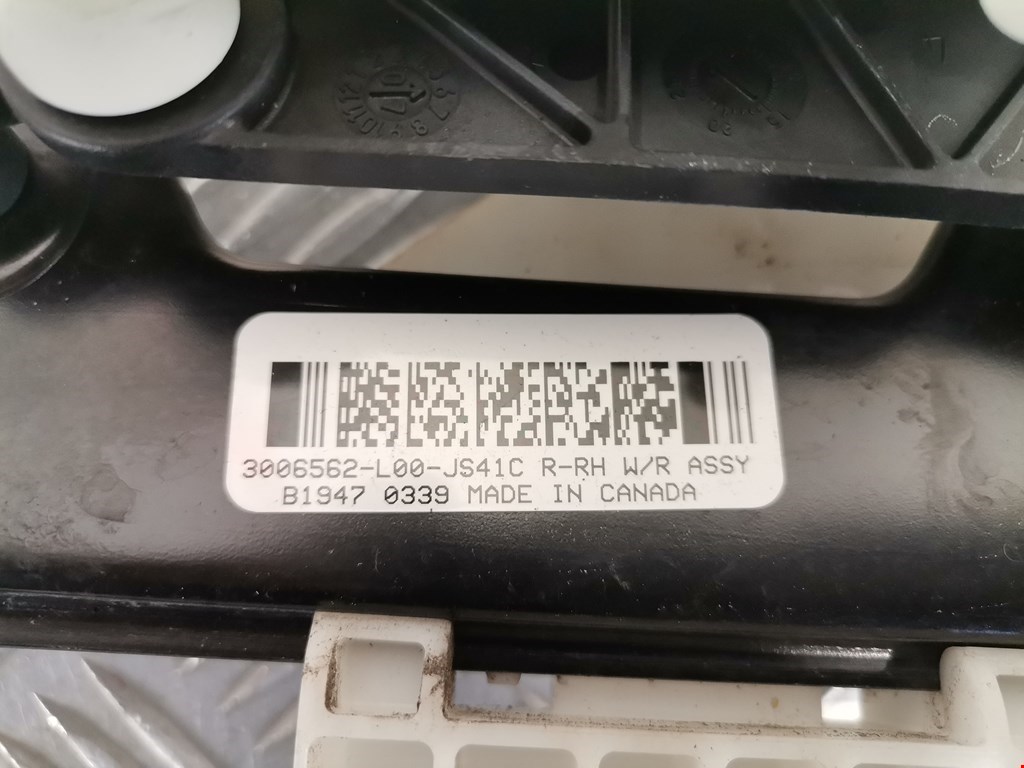 3006562-L00-JS41C R-RH W/R ASSY
B1947 0339 MADE IN CANADA